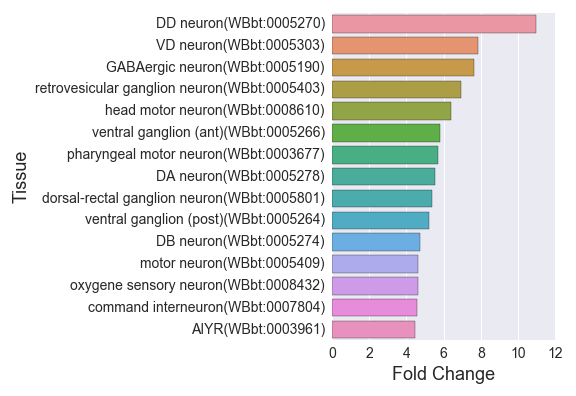 DD neuron(WBbt:0005270)
VD neuron(WBbt:0005303)
GABAergic neuron(WBbt:0005190)
retrovesicular ganglion neuron(WBbt:0005403)
head motor neuron(WBbt:0008610)
ventral ganglion (ant)(WBbt:0005266)
pharyngeal motor neuron(WBbt:0003677)
DA neuron(WBbt:0005278)
dorsal-rectal ganglion neuron(WBbt:0005801)
ventral ganglion (post)(WBbt:0005264)
DB neuron(WBbt:0005274)
motor neuron(WBbt:0005409)
oxygene sensory neuron(WBbt:0008432)
command interneuron(WBbt:0007804)
AIYR(WBbt:0003961)
Tissue
0 2 4 6 8 10 12
Fold Change